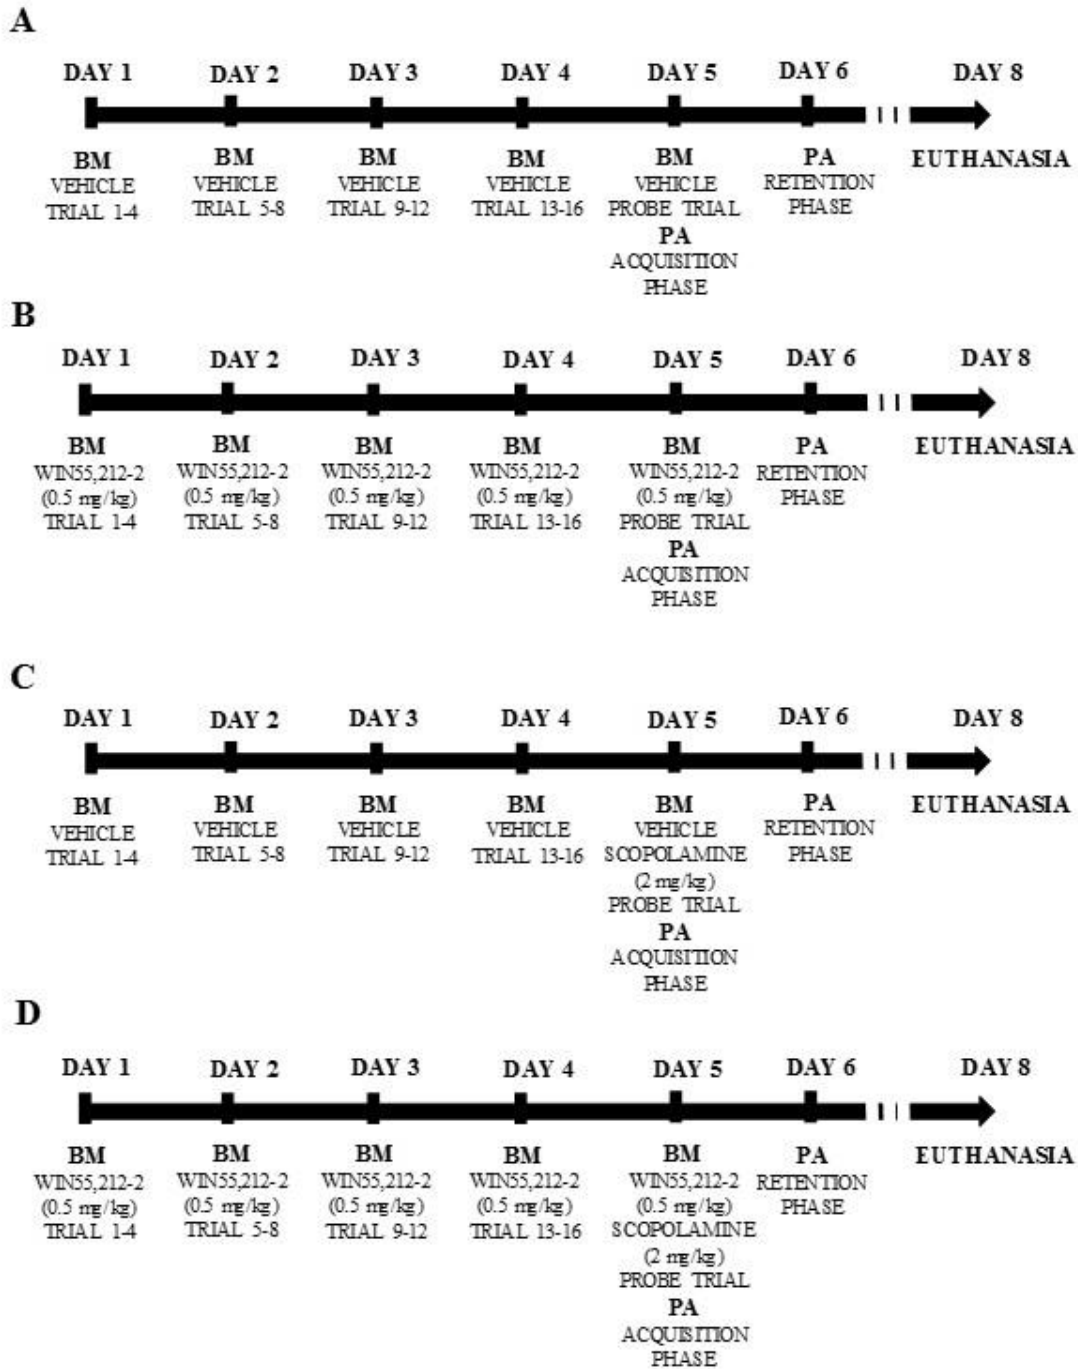 A
DAY 1 DAY 2 DAY 3 DAY 4 DAY 5 DAY 6 DAY 8
BM
VEHICLE
TRIAL 1-4
BM
VEHICLE
TRIAL 5-8
BM
VEHICLE
TRIAL 9-12
BM
VEHICLE
TRIAL 13-16
BM
VEHICLE
PROBE TRIAL
PA
ACQUISITION
PHASE
PA
RETENTION
PHASE
EUTHANASIA
B
DAY 1 DAY 2 DAY 3 DAY 4 DAY 5 DAY 6 DAY 8
BM
WIN55,212-2
(0.5 mg/kg)
TRIAL 1-4
BM
WIN55,212-2
(0.5 mg/kg)
TRIAL 5-8
BM
WIN55,212-2
(0.5 mg/kg)
TRIAL 9-12
BM
WIN55,212-2
(0.5 mg/kg)
TRIAL 13-16
BM
WIN55,212-2
(0.5 mg/kg)
PROBE TRIAL
PA
ACQUISITION
PHASE
PA
RETENTION
PHASE
EUTHANASIA
C
DAY 1 DAY 2 DAY 3 DAY 4 DAY 5 DAY 6 DAY 8
BM
VEHICLE
TRIAL 1-4
BM
VEHICLE
TRIAL 5-8
BM
VEHICLE
TRIAL 9-12
BM
VEHICLE
TRIAL 13-16
BM
VEHICLE
SCOPOLAMINE
(2 mg/kg)
PROBE TRIAL
PA
ACQUISITION
PHASE
PA
RETENTION
PHASE
EUTHANASIA
D
DAY 1 DAY 2 DAY 3 DAY 4 DAY 5 DAY 6 DAY 8
BM
WIN55,212-2
(0.5 mg/kg)
TRIAL 1-4
BM
WIN55,212-2
(0.5 mg/kg)
TRIAL 5-8
BM
WIN55,212-2
(0.5 mg/kg)
TRIAL 9-12
BM
WIN55,212-2
(0.5 mg/kg)
TRIAL 13-16
BM
WIN55,212-2
(0.5 mg/kg)
SCOPOLAMINE
(2 mg/kg)
PROBE TRIAL
PA
ACQUISITION
PHASE
PA
RETENTION
PHASE
EUTHANASIA